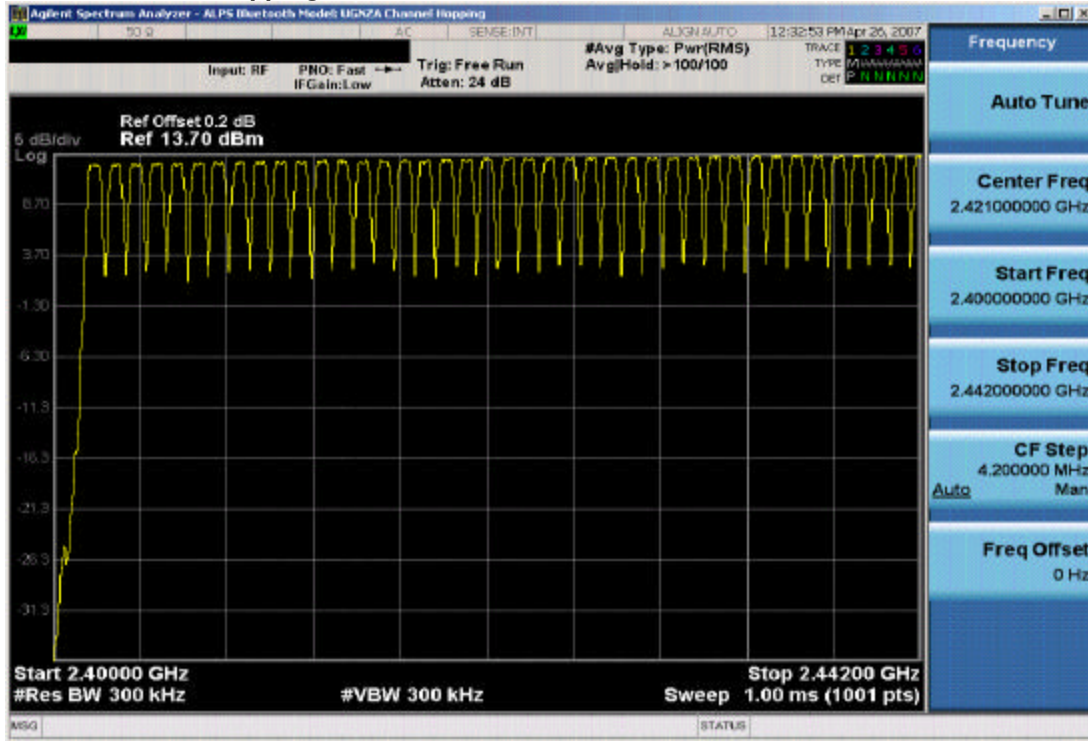 Agilent Spectrum Analyzer - ALPS Bluetooth Model: UGNZA Channel Hopping
50 Ω AC SENSE:INT ALIGN AUTO 12:32:53 PM Apr 26, 2007
Input: RF PNO: Fast Trig: Free Run #Avg Type: Pwr(RMS) TRACE 1 2 3 4 5 6
IFGain:Low Atten: 24 dB Avg|Hold: > 100/100 TYPE M
DET P N N N N N
Ref Offset 0.2 dB
5 dB/div Ref 13.70 dBm
Log
8.70
3.70
-1.30
-6.30
-11.3
-16.3
-21.3
-26.3
-31.3
Start 2.40000 GHz Stop 2.44200 GHz
#Res BW 300 kHz #VBW 300 kHz Sweep 1.00 ms (1001 pts)
MSG STATUS
Frequency
Auto Tune
Center Freq
2.421000000 GHz
Start Freq
2.400000000 GHz
Stop Freq
2.442000000 GHz
CF Step
4.200000 MHz
Auto Man
Freq Offset
0 Hz